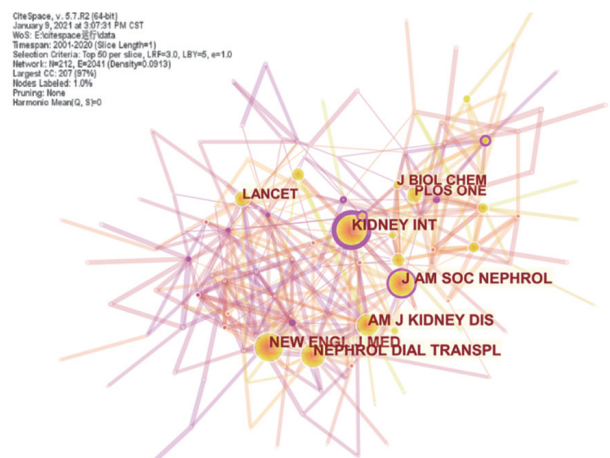 CiteSpace, v. 5.7.R2 (64-bit)
January 9, 2021 at 3:07:31 PM CST
WoS: E:\citespace运行\data
Timespan: 2001-2020 (Slice Length=1)
Selection Criteria: Top 50 per slice, LRF=3.0, LBY=5, e=1.0
Network: N=212, E=2041 (Density=0.0913)
Largest CC: 207 (97%)
Nodes Labeled: 1.0%
Pruning: None
Harmonic Mean(Q, S)=0
J BIOL CHEM
PLOS ONE
LANCET
KIDNEY INT
J AM SOC NEPHROL
AM J KIDNEY DIS
NEW ENGL J MED
NEPHROL DIAL TRANSPL